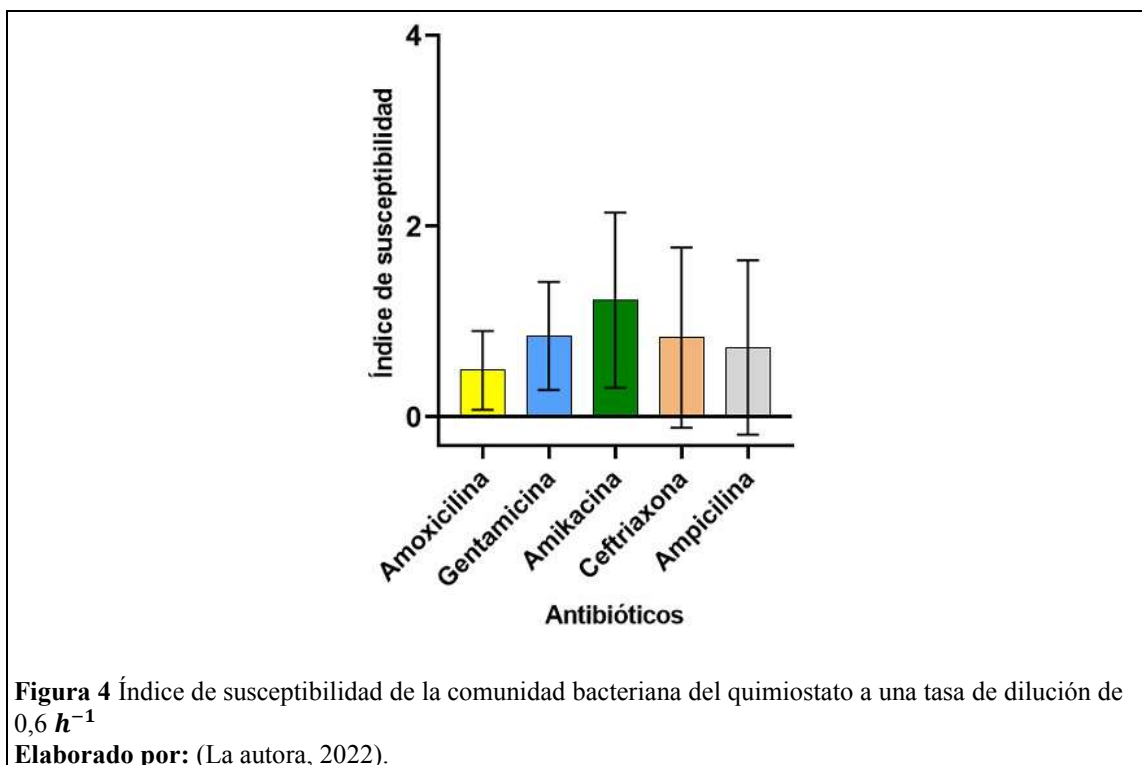 4
2
0
Índice de susceptibilidad
Amoxicilina
Gentamicina
Amikacina
Ceftriaxona
Ampicilina
Antibióticos
Figura 4 Índice de susceptibilidad de la comunidad bacteriana del quimiostato a una tasa de dilución de
0,6 h⁻¹
Elaborado por: (La autora, 2022).